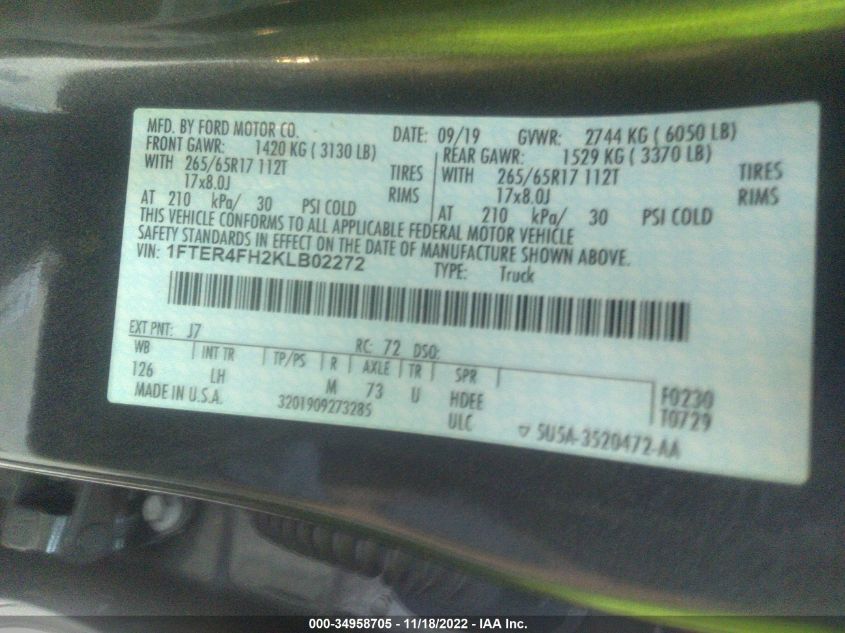 MFD. BY FORD MOTOR CO. DATE: 09/19 GVWR: 2744 KG ( 6050 LB)
FRONT GAWR: 1420 KG ( 3130 LB) REAR GAWR: 1529 KG ( 3370 LB)
WITH 265/65R17 112T TIRES WITH 265/65R17 112T TIRES
17x8.0J RIMS 17x8.0J RIMS
AT 210 kPa/ 30 PSI COLD AT 210 kPa/ 30 PSI COLD
THIS VEHICLE CONFORMS TO ALL APPLICABLE FEDERAL MOTOR VEHICLE
SAFETY STANDARDS IN EFFECT ON THE DATE OF MANUFACTURE SHOWN ABOVE.
VIN: 1FTER4FH2KLB02272 TYPE: Truck
EXT PNT: J7 RC: 72 DSO:
WB INT TR TP/PS R AXLE TR SPR
126 LH M 73 U HDEE F0230
MADE IN U.S.A. 3201909273285 ULC T0729
▽ 5U5A-3520472-AA
000-34958705 - 11/18/2022 - IAA Inc.